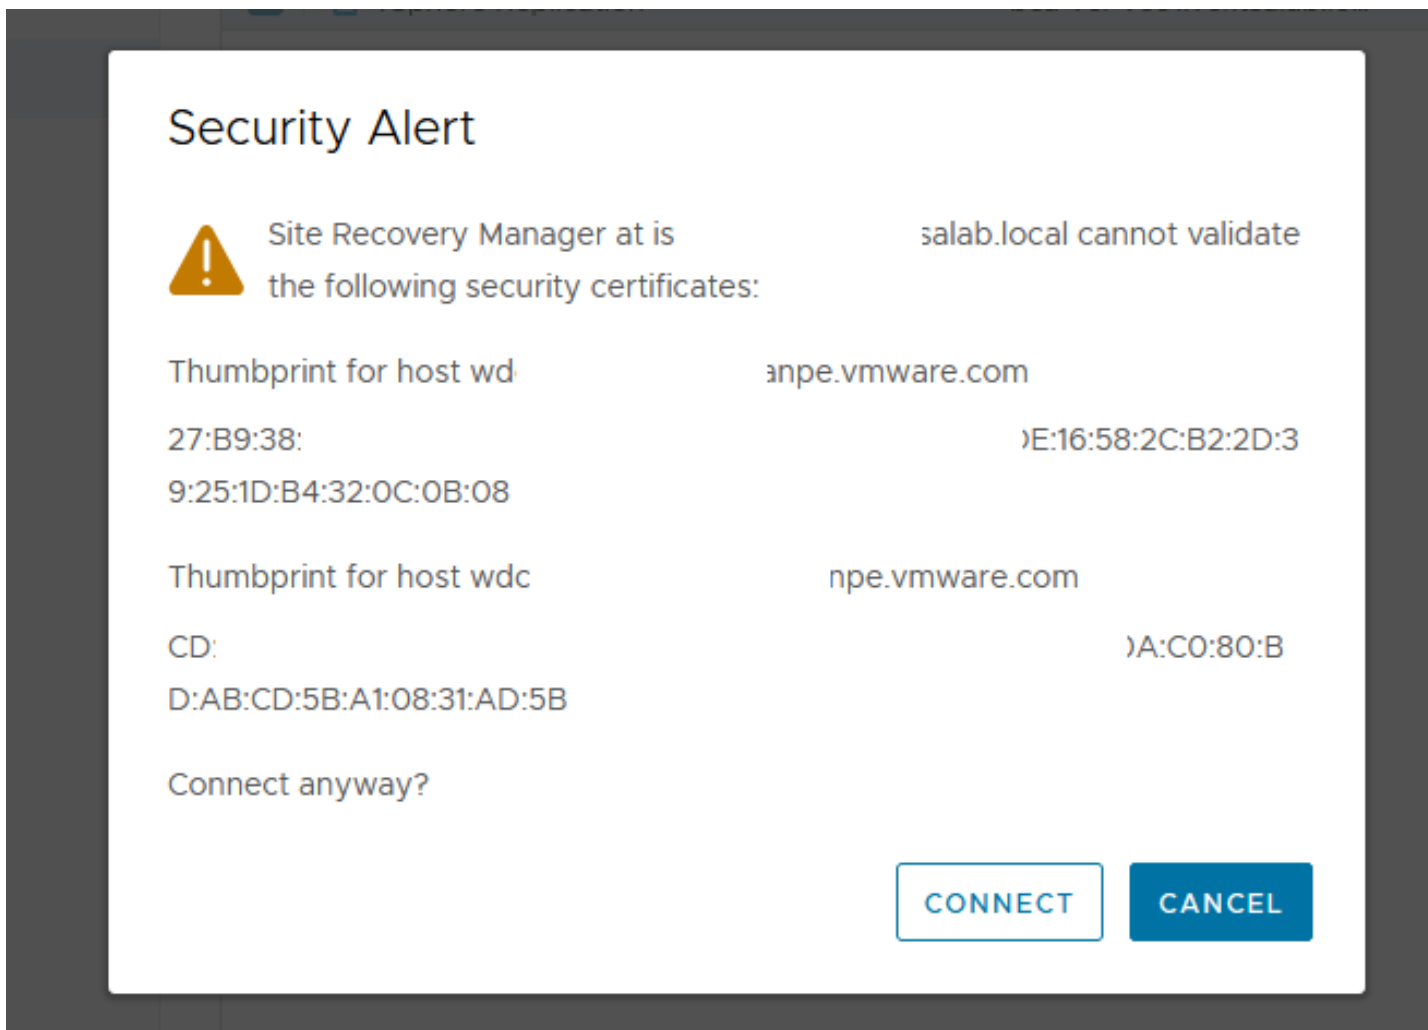 Security Alert
Site Recovery Manager at is salab.local cannot validate
the following security certificates:
Thumbprint for host wd anpe.vmware.com
27:B9:38: E:16:58:2C:B2:2D:3
9:25:1D:B4:32:0C:0B:08
Thumbprint for host wdc npe.vmware.com
CD: A:C0:80:B
D:AB:CD:5B:A1:08:31:AD:5B
Connect anyway?
CONNECT CANCEL